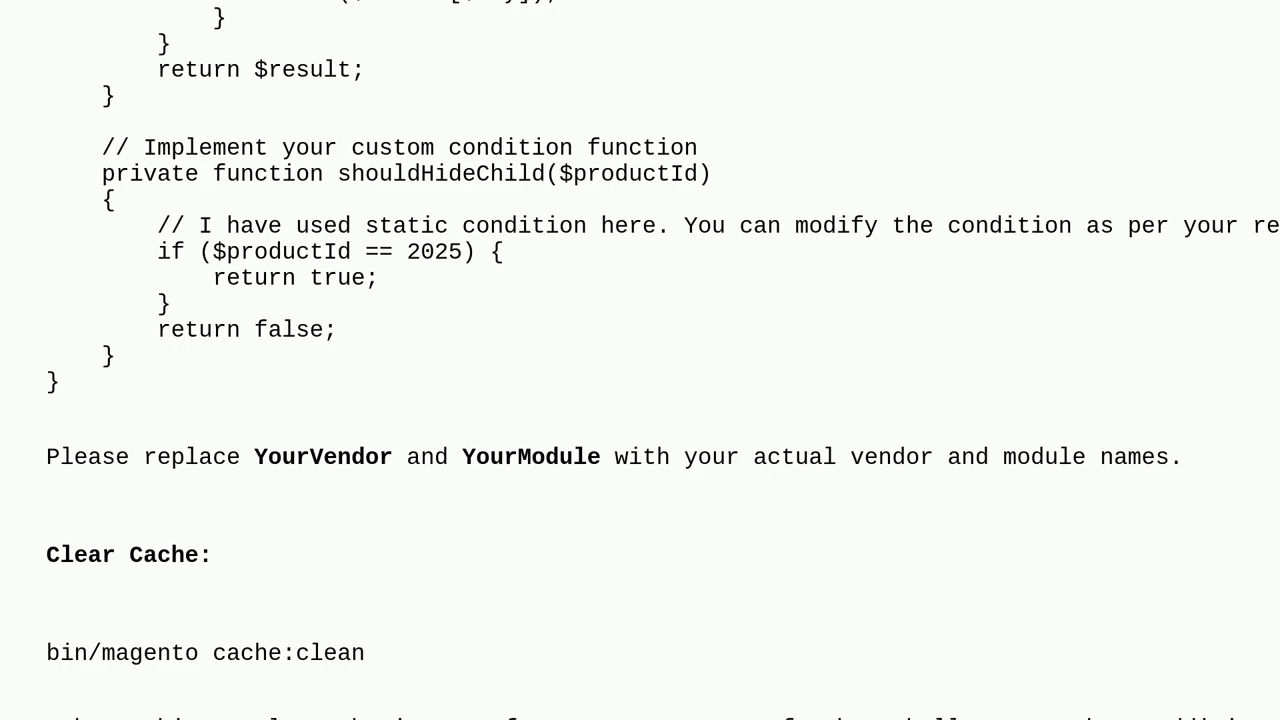 }
}
return $result;
}
// Implement your custom condition function
private function shouldHideChild($productId)
{
// I have used static condition here. You can modify the condition as per your re
if ($productId == 2025) {
return true;
}
return false;
}
}
Please replace YourVendor and YourModule with your actual vendor and module names.
Clear Cache:
bin/magento cache:clean